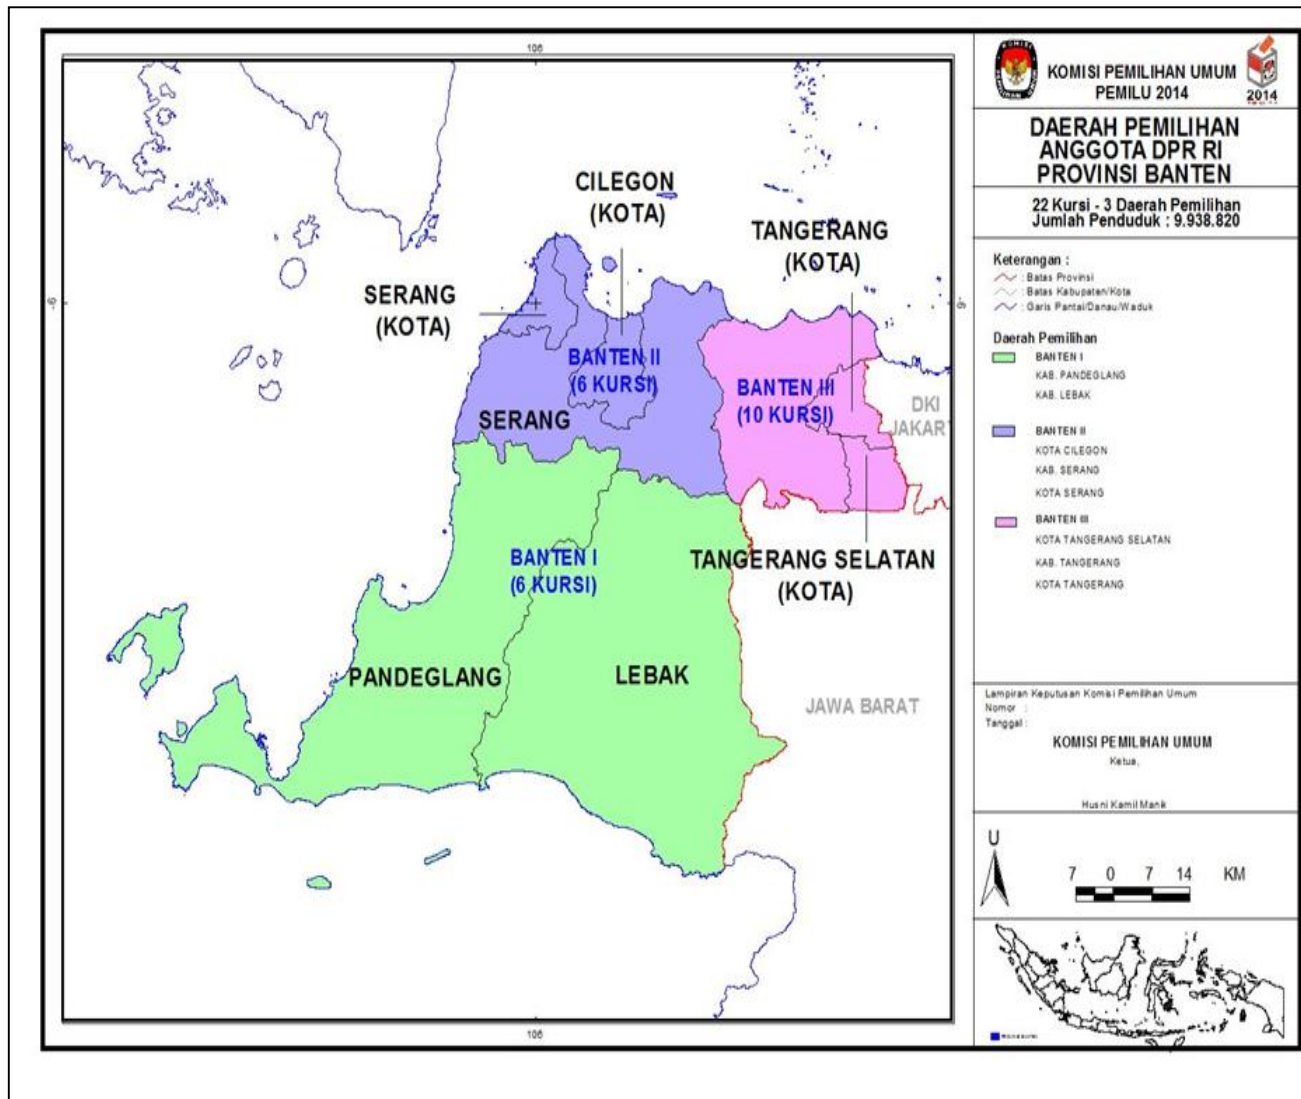 106
-6
-6
CILEGON
(KOTA)
TANGERANG
(KOTA)
SERANG
(KOTA)
BANTEN II
(6 KURSI)
BANTEN III
(10 KURSI)
SERANG
DKI
JAKART
BANTEN I
(6 KURSI)
TANGERANG SELATAN
(KOTA)
PANDEGLANG
LEBAK
JAWA BARAT
106
KOMISI PEMILIHAN UMUM
PEMILU 2014
2014
DAERAH PEMILIHAN
ANGGOTA DPR RI
PROVINSI BANTEN
22 Kursi - 3 Daerah Pemilihan
Jumlah Penduduk : 9.938.820
Keterangan :
: Batas Provinsi
: Batas Kabupaten/Kota
: Garis Pantai/Danau/Waduk
Daerah Pemilihan
BANTEN I
KAB. PANDEGLANG
KAB. LEBAK
BANTEN II
KOTA CILEGON
KAB. SERANG
KOTA SERANG
BANTEN III
KOTA TANGERANG SELATAN
KAB. TANGERANG
KOTA TANGERANG
Lampiran Keputusan Komisi Pemilihan Umum
Nomor :
Tanggal :
KOMISI PEMILIHAN UMUM
Ketua,
Husni Kamil Manik
U
7 0 7 14 KM